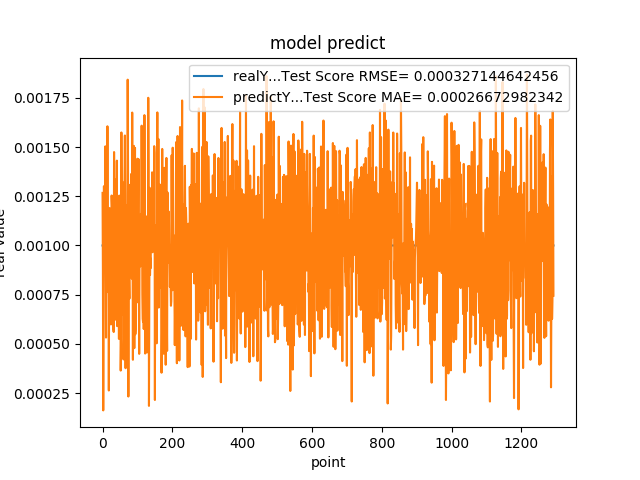 model predict
realY...Test Score RMSE= 0.000327144642456
predictY...Test Score MAE= 0.00026672982342
0.00175
0.00150
0.00125
0.00100
0.00075
0.00050
0.00025
real value
0 200 400 600 800 1000 1200
point